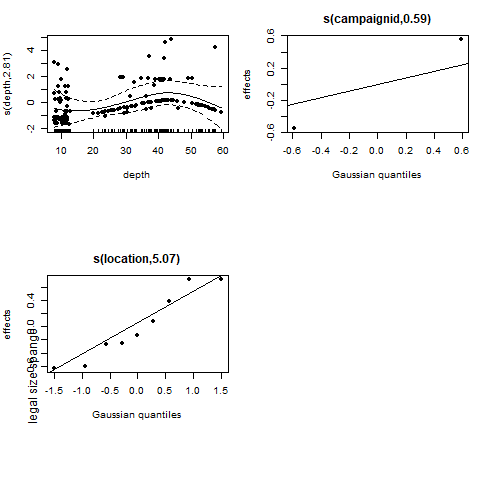 s(depth,2.81)
-2 0 2 4
10 20 30 40 50 60
depth
s(campaignid,0.59)
effects
-0.6 -0.2 0.2 0.6
-0.6 -0.4 -0.2 0.0 0.2 0.4 0.6
Gaussian quantiles
s(location,5.07)
effects
0.0 0.4
-1.5 -1.0 -0.5 0.0 0.5 1.0 1.5
Gaussian quantiles